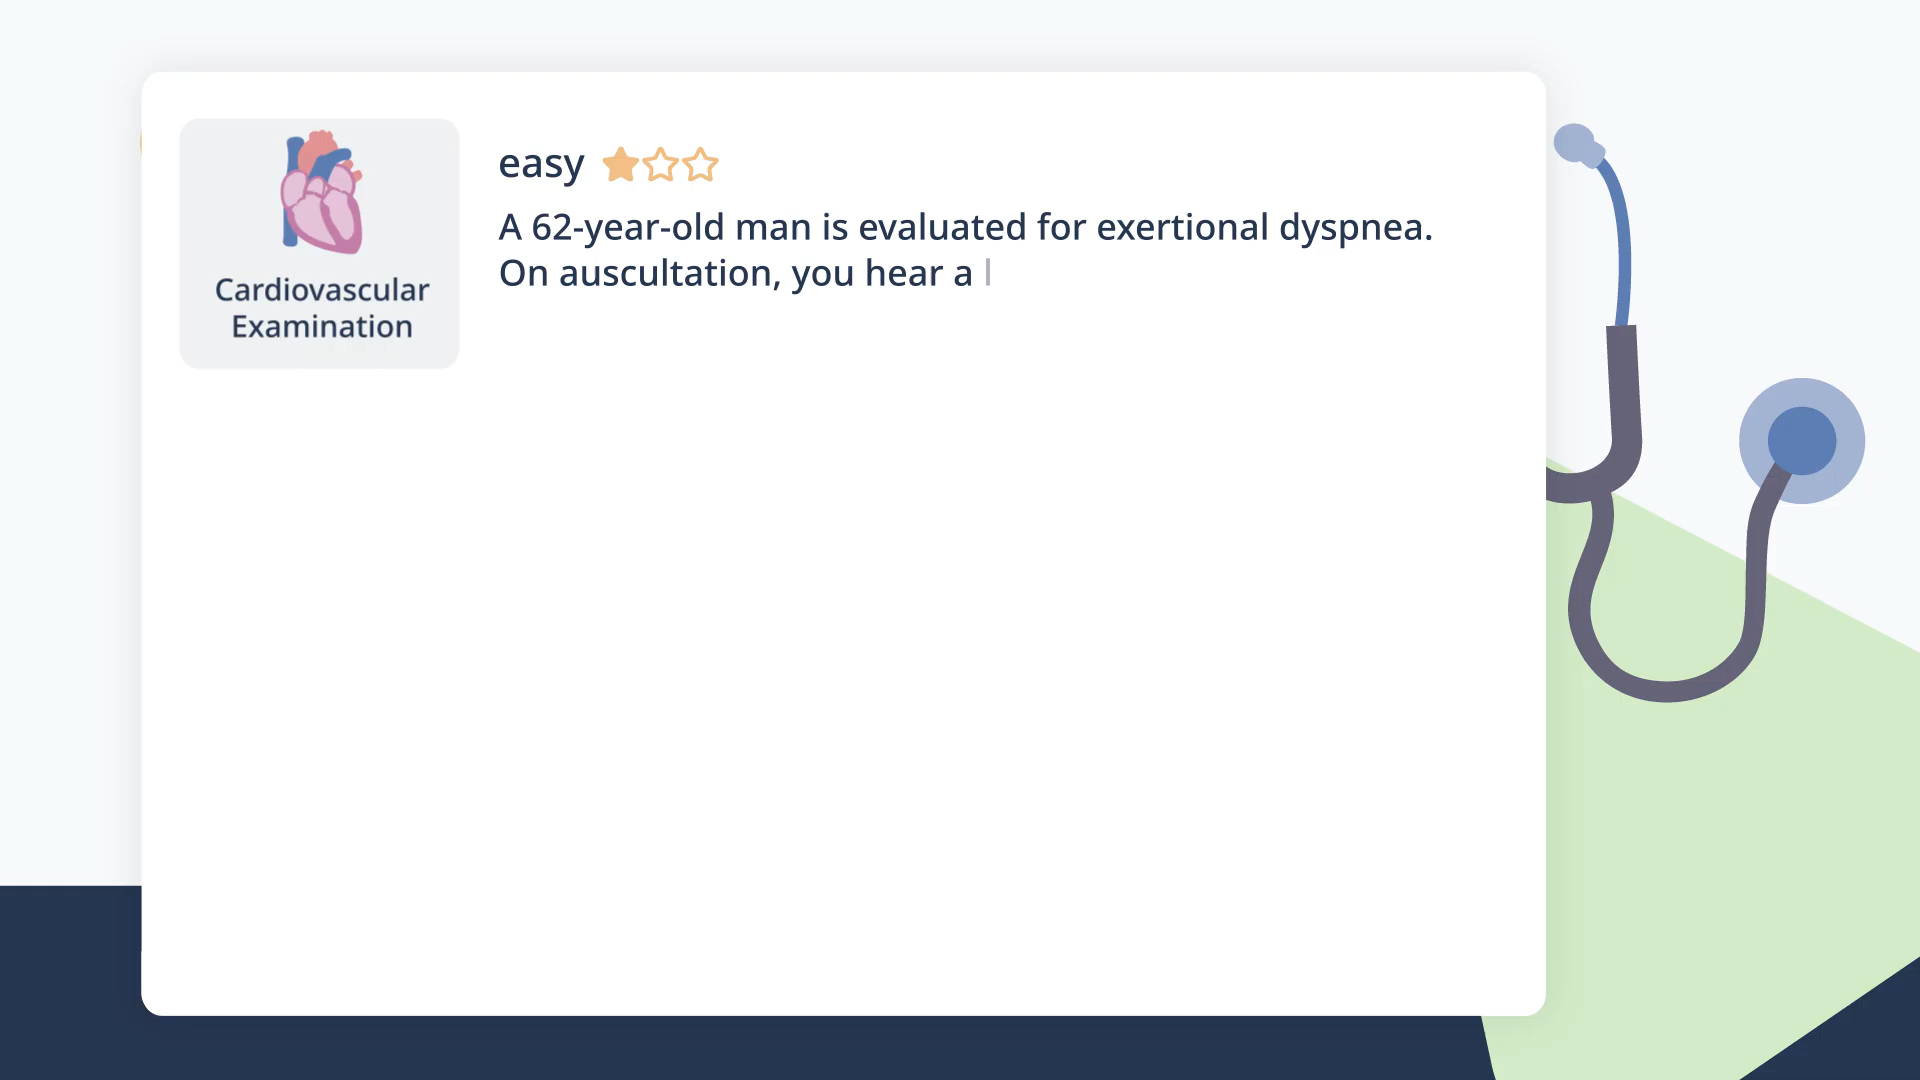 Cardiovascular
Examination
easy
A 62-year-old man is evaluated for exertional dyspnea.
On auscultation, you hear a